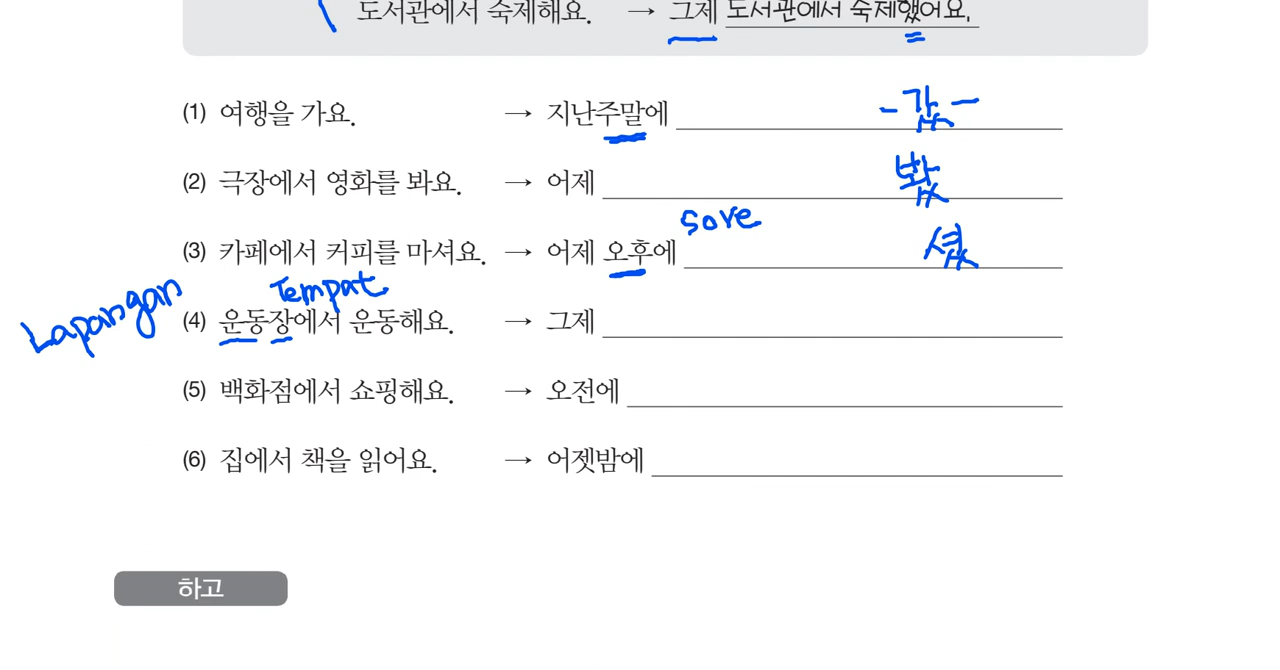 도서관에서 숙제해요. → 그제 도서관에서 숙제했어요.
(1) 여행을 가요. → 지난주말에 - 갔 -
(2) 극장에서 영화를 봐요. → 어제 봤
sore
(3) 카페에서 커피를 마셔요. → 어제 오후에 셨
Lapangan Tempat
(4) 운동장에서 운동해요. → 그제
(5) 백화점에서 쇼핑해요. → 오전에
(6) 집에서 책을 읽어요. → 어젯밤에
하고